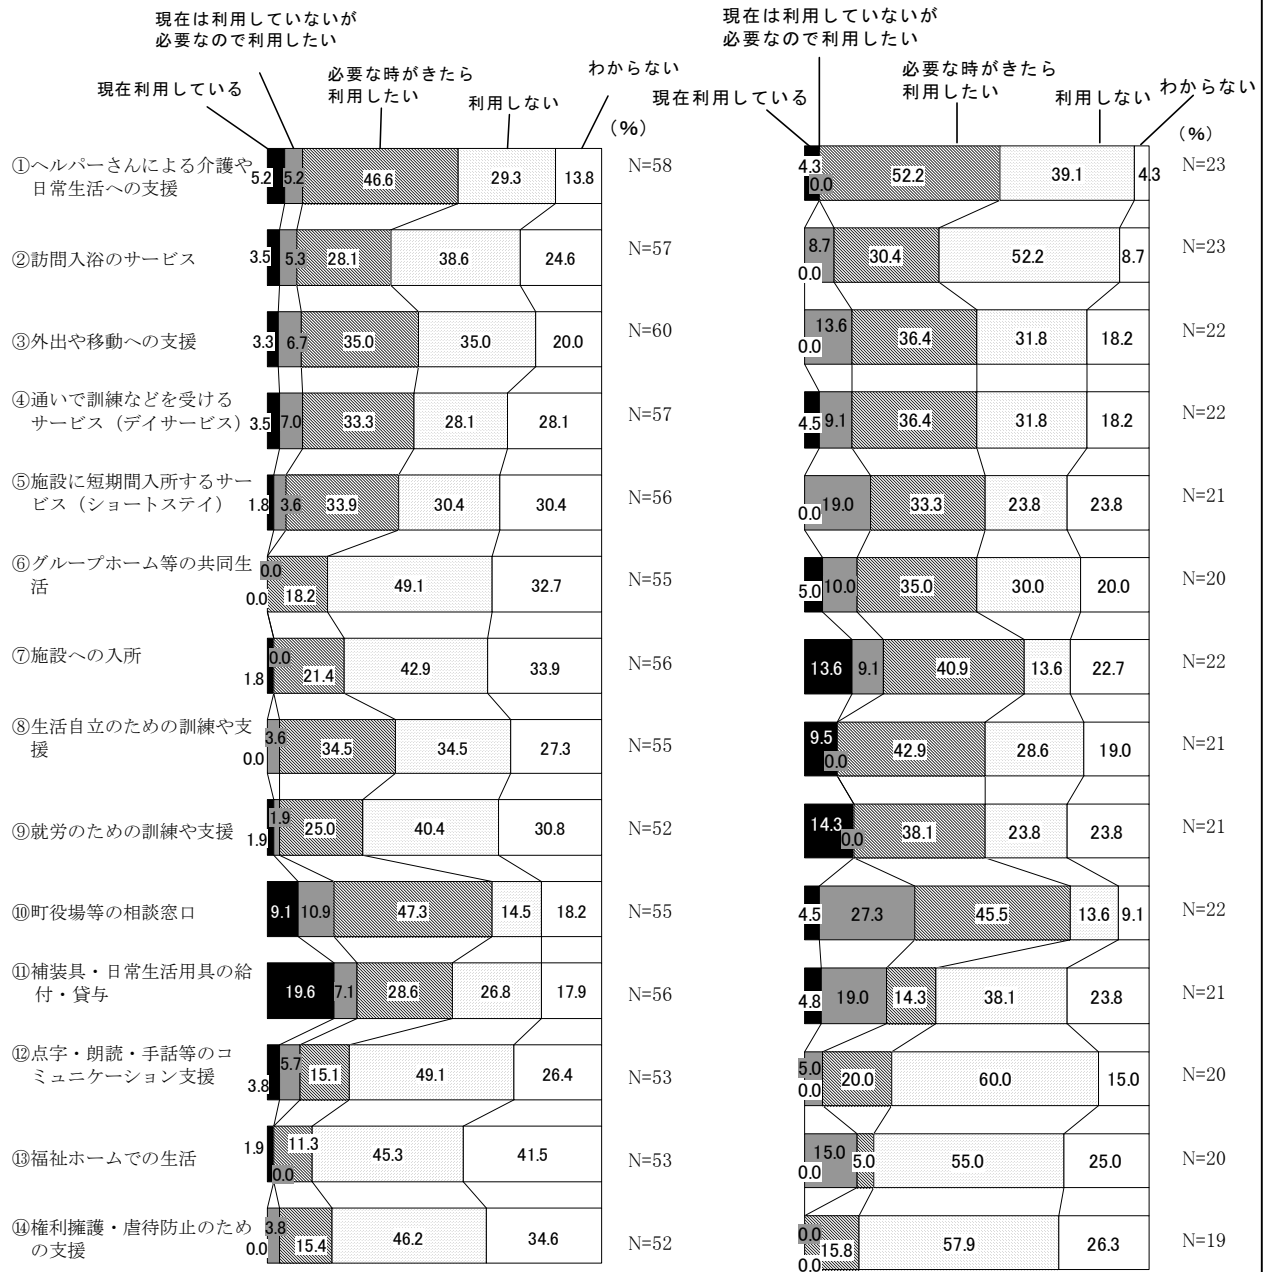 現在は利用していないが
必要なので利用したい
現在利用している
必要な時がきたら
利用したい
利用しない
わからない
(%)
現在は利用していないが
必要なので利用したい
現在利用している
必要な時がきたら
利用したい
利用しない
わからない
(%)
①ヘルパーさんによる介護や
日常生活への支援
5.2 5.2 46.6 29.3 13.8 N=58
4.3 0.0 52.2 39.1 4.3 N=23
②訪問入浴のサービス
3.5 5.3 28.1 38.6 24.6 N=57
0.0 8.7 30.4 52.2 8.7 N=23
③外出や移動への支援
3.3 6.7 35.0 35.0 20.0 N=60
0.0 13.6 36.4 31.8 18.2 N=22
④通いで訓練などを受ける
サービス（デイサービス）
3.5 7.0 33.3 28.1 28.1 N=57
4.5 9.1 36.4 31.8 18.2 N=22
⑤施設に短期間入所するサー
ビス（ショートステイ）
1.8 3.6 33.9 30.4 30.4 N=56
0.0 19.0 33.3 23.8 23.8 N=21
⑥グループホーム等の共同生
活
0.0 0.0 18.2 49.1 32.7 N=55
5.0 10.0 35.0 30.0 20.0 N=20
⑦施設への入所
1.8 0.0 21.4 42.9 33.9 N=56
13.6 9.1 40.9 13.6 22.7 N=22
⑧生活自立のための訓練や支
援
0.0 3.6 34.5 34.5 27.3 N=55
9.5 0.0 42.9 28.6 19.0 N=21
⑨就労のための訓練や支援
1.9 1.9 25.0 40.4 30.8 N=52
14.3 0.0 38.1 23.8 23.8 N=21
⑩町役場等の相談窓口
9.1 10.9 47.3 14.5 18.2 N=55
4.5 27.3 45.5 13.6 9.1 N=22
⑪補装具・日常生活用具の給
付・貸与
19.6 7.1 28.6 26.8 17.9 N=56
4.8 19.0 14.3 38.1 23.8 N=21
⑫点字・朗読・手話等のコ
ミュニケーション支援
3.8 5.7 15.1 49.1 26.4 N=53
0.0 5.0 20.0 60.0 15.0 N=20
⑬福祉ホームでの生活
1.9 0.0 11.3 45.3 41.5 N=53
0.0 15.0 5.0 55.0 25.0 N=20
⑭権利擁護・虐待防止のため
の支援
0.0 3.8 15.4 46.2 34.6 N=52
0.0 0.0 15.8 57.9 26.3 N=19